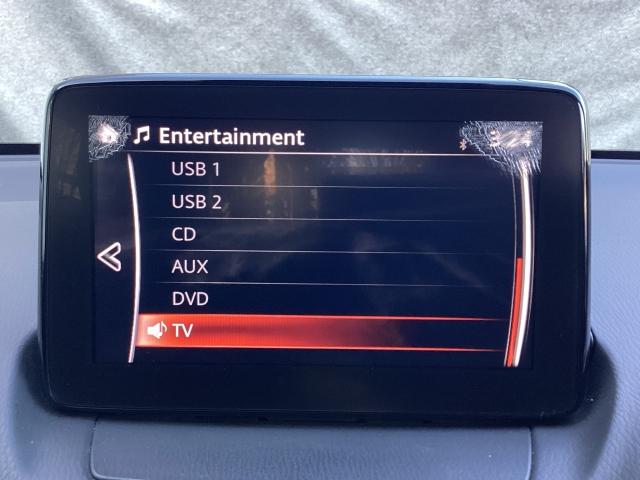 Entertainment
USB 1
USB 2
CD
AUX
DVD
TV